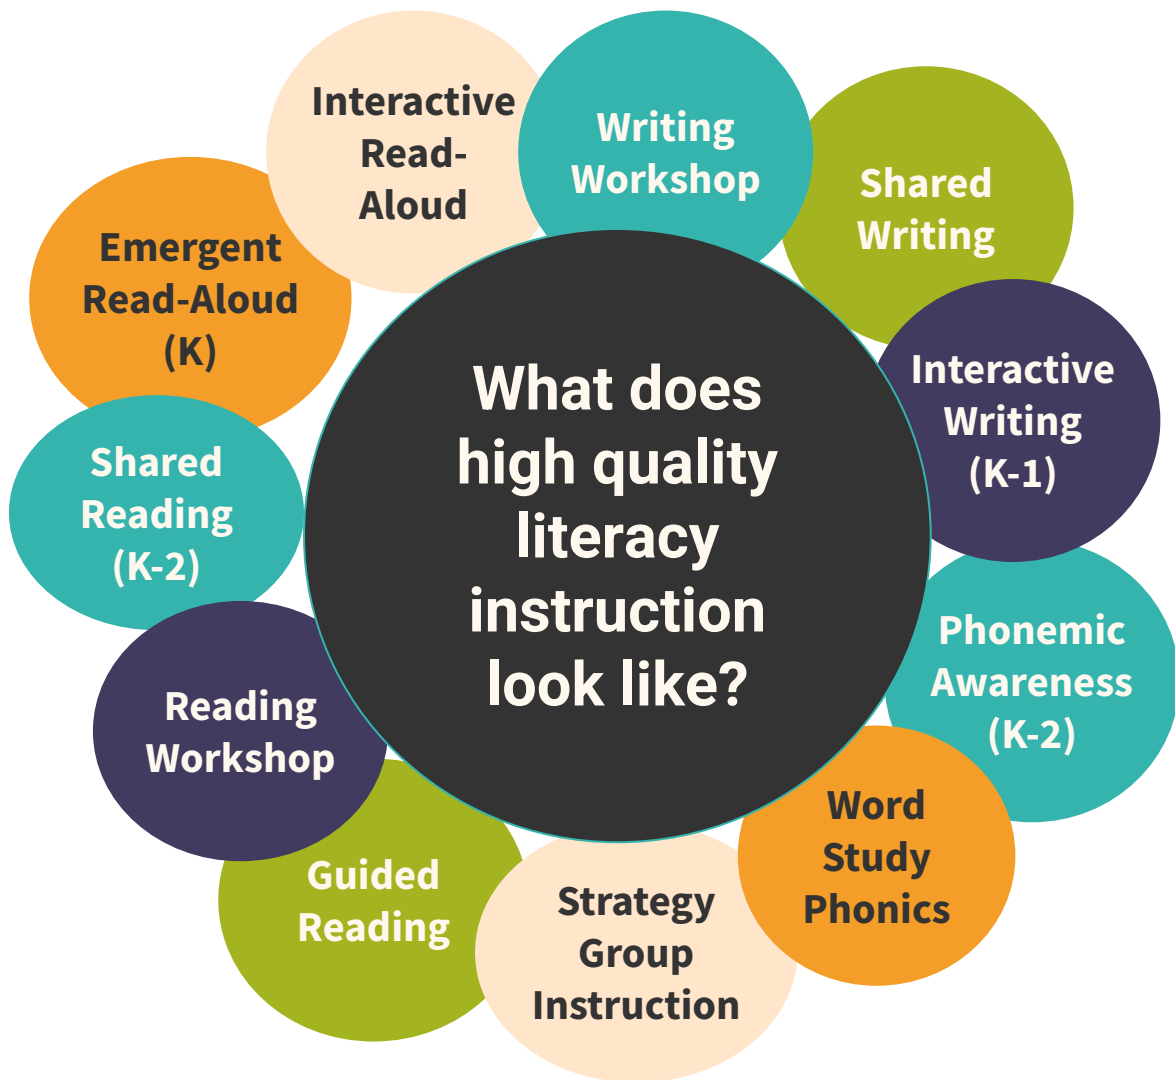 Interactive
Read-
Aloud
Writing
Workshop
Shared
Writing
Emergent
Read-Aloud
(K)
Interactive
Writing
(K-1)
What does
high quality
literacy
instruction
look like?
Shared
Reading
(K-2)
Phonemic
Awareness
(K-2)
Reading
Workshop
Word
Study
Phonics
Guided
Reading
Strategy
Group
Instruction